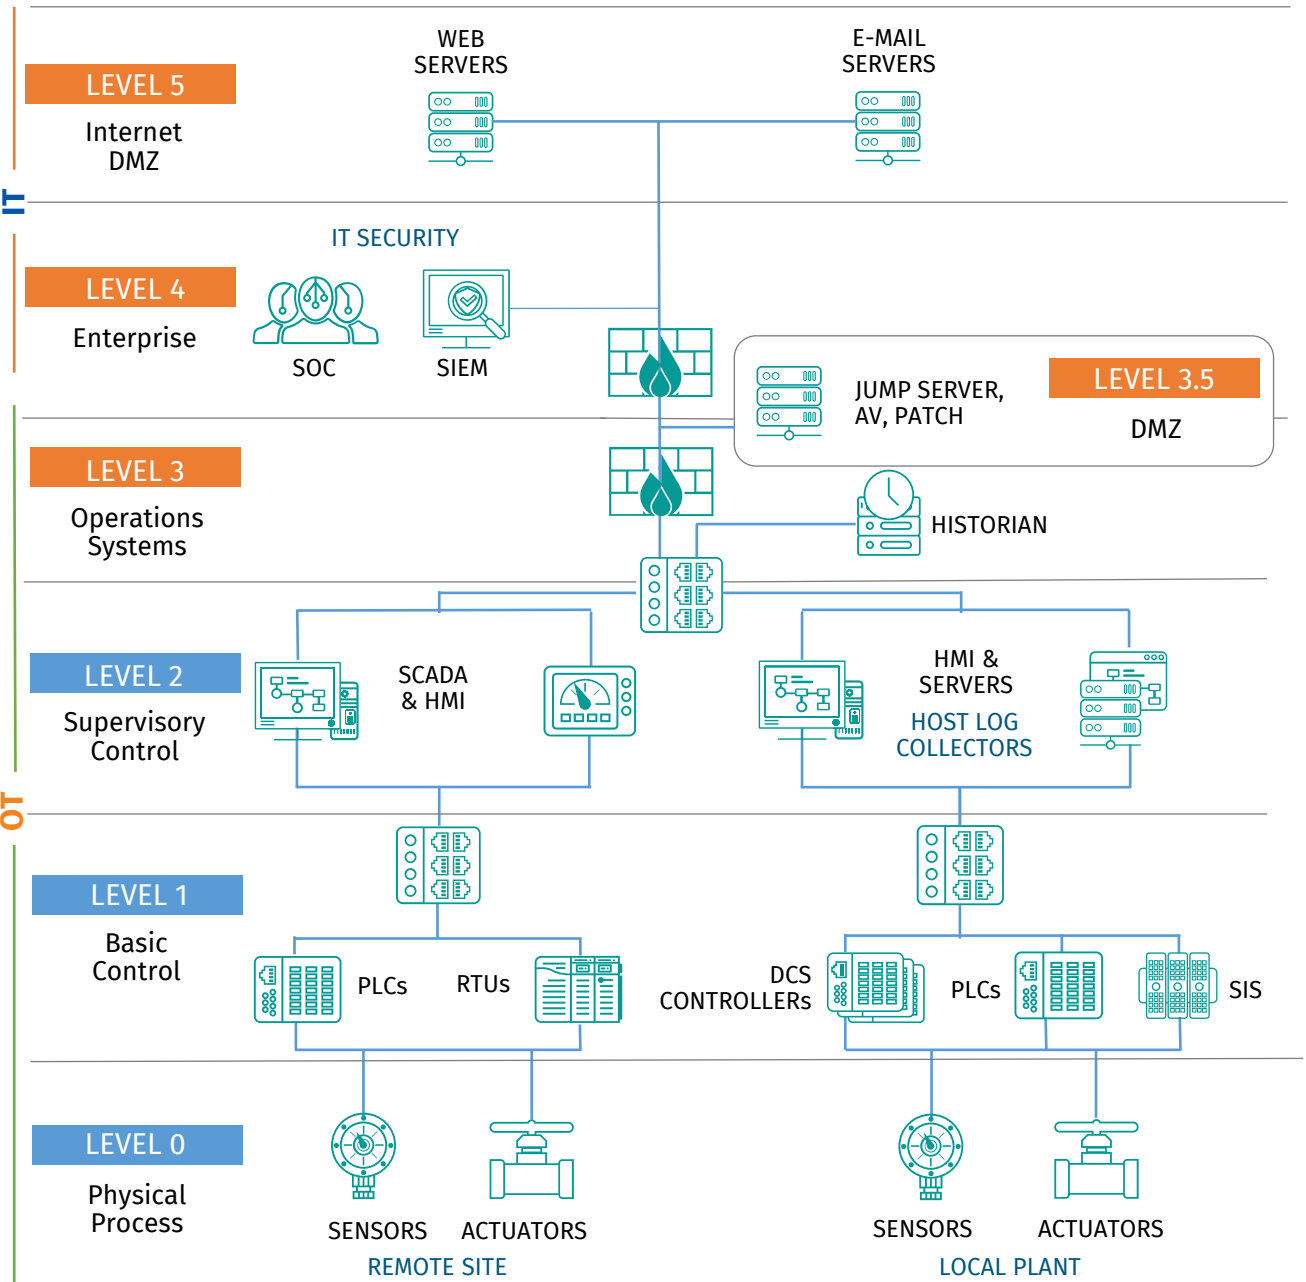 WEB
SERVERS
E-MAIL
SERVERS
LEVEL 5
Internet
DMZ
IT
IT SECURITY
LEVEL 4
Enterprise
SOC
SIEM
JUMP SERVER,
AV, PATCH
LEVEL 3.5
DMZ
LEVEL 3
Operations
Systems
HISTORIAN
LEVEL 2
Supervisory
Control
SCADA
& HMI
HMI &
SERVERS
HOST LOG
COLLECTORS
OT
LEVEL 1
Basic
Control
PLCs
RTUs
DCS
CONTROLLERs
PLCs
SIS
LEVEL 0
Physical
Process
SENSORS
ACTUATORS
REMOTE SITE
SENSORS
ACTUATORS
LOCAL PLANT